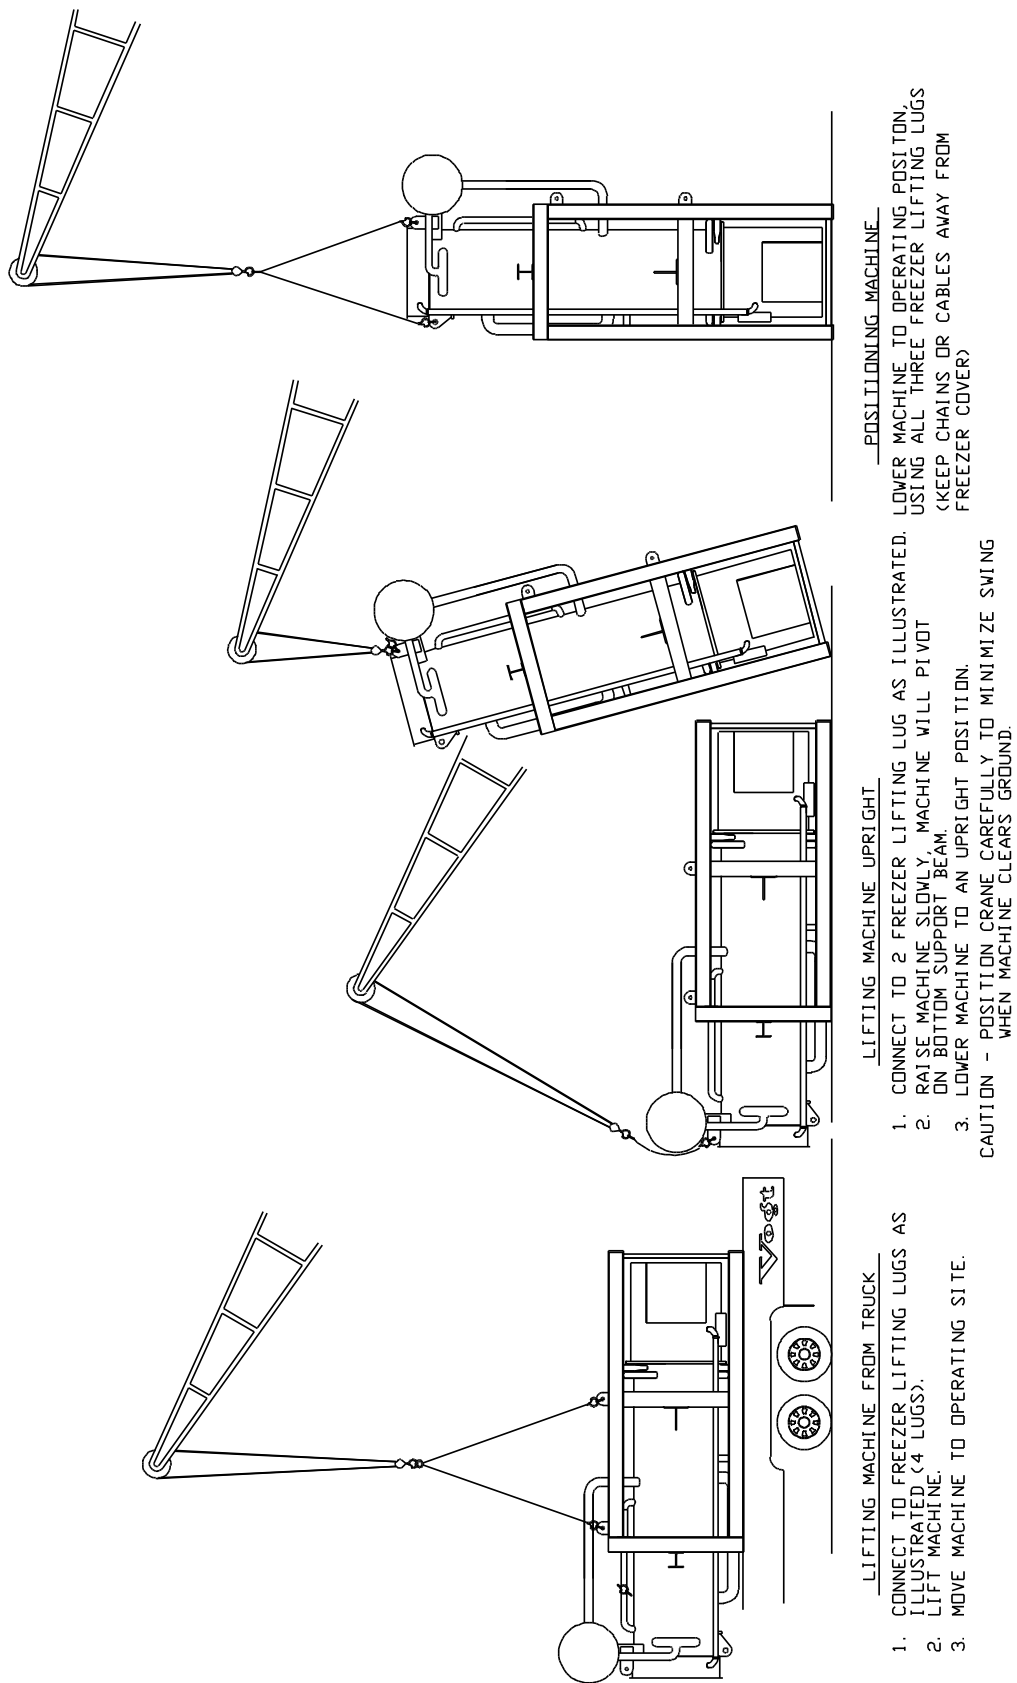 Vogt
LIFTING MACHINE FROM TRUCK
1. CONNECT TO FREEZER LIFTING LUGS AS
ILLUSTRATED (4 LUGS).
2. LIFT MACHINE.
3. MOVE MACHINE TO OPERATING SITE.
LIFTING MACHINE UPRIGHT
1. CONNECT TO 2 FREEZER LIFTING LUG AS ILLUSTRATED.
2. RAISE MACHINE SLOWLY, MACHINE WILL PIVOT
ON BOTTOM SUPPORT BEAM.
3. LOWER MACHINE TO AN UPRIGHT POSITION.
CAUTION - POSITION CRANE CAREFULLY TO MINIMIZE SWING
WHEN MACHINE CLEARS GROUND.
POSITIONING MACHINE
LOWER MACHINE TO OPERATING POSITON,
USING ALL THREE FREEZER LIFTING LUGS
(KEEP CHAINS OR CABLES AWAY FROM
FREEZER COVER)